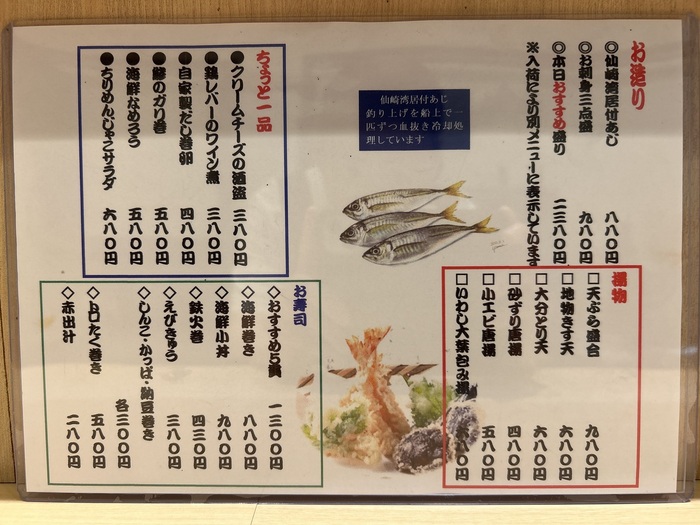 お造り
◎仙崎湾居付あじ 八八〇円
◎お刺身三点盛 九八〇円
◎本日おすすめ盛り 二三八〇円
※入荷により別メニューに表示しています
仙崎湾居付あじ
釣り上げを船上で一
匹ずつ血抜き冷却処
理しています
ちょっと一品
●クリームチーズの酒盗 三八〇円
●鶏レバーのワイン煮 三八〇円
●自家製だし巻卵 四八〇円
●鯵のガリ巻 五八〇円
●海鮮なめろう 五八〇円
●ちりめんじゃこサラダ 六八〇円
揚物
□天ぷら盛合 九八〇円
□地物きす天 六八〇円
□大分とり天 六八〇円
□砂ずり唐揚 四八〇円
□小エビ唐揚 五八〇円
□いわし大葉包み揚 八〇円
お寿司
◇おすすめ5貫 一三〇〇円
◇海鮮巻き 八八〇円
◇海鮮小丼 九八〇円
◇鉄火巻 四三〇円
◇えびきゅう 三八〇円
◇しんこ・かっぱ・納豆巻き 各三〇〇円
◇トロたく巻き 五八〇円
◇赤出汁 二八〇円